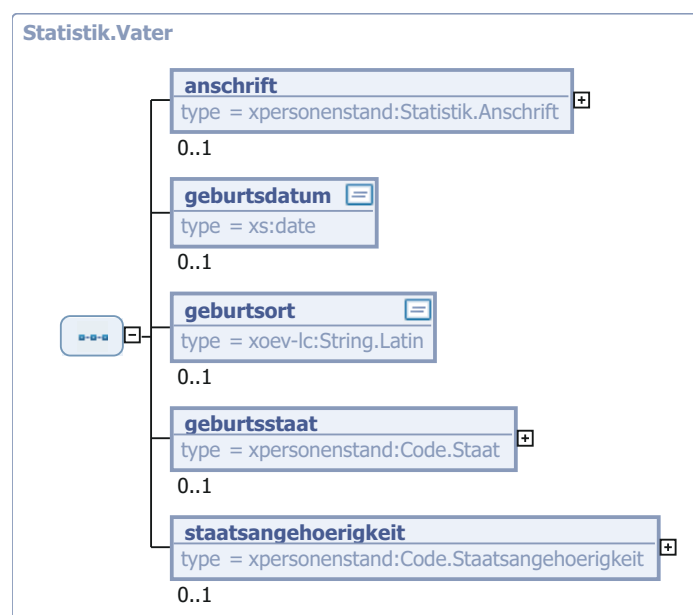 Statistik.Vater
anschrift
type = xpersonenstand:Statistik.Anschrift
0..1
geburtsdatum
type = xs:date
0..1
geburtsort
type = xoev-lc:String.Latin
0..1
geburtsstaat
type = xpersonenstand:Code.Staat
0..1
staatsangehoerigkeit
type = xpersonenstand:Code.Staatsangehoerigkeit
0..1